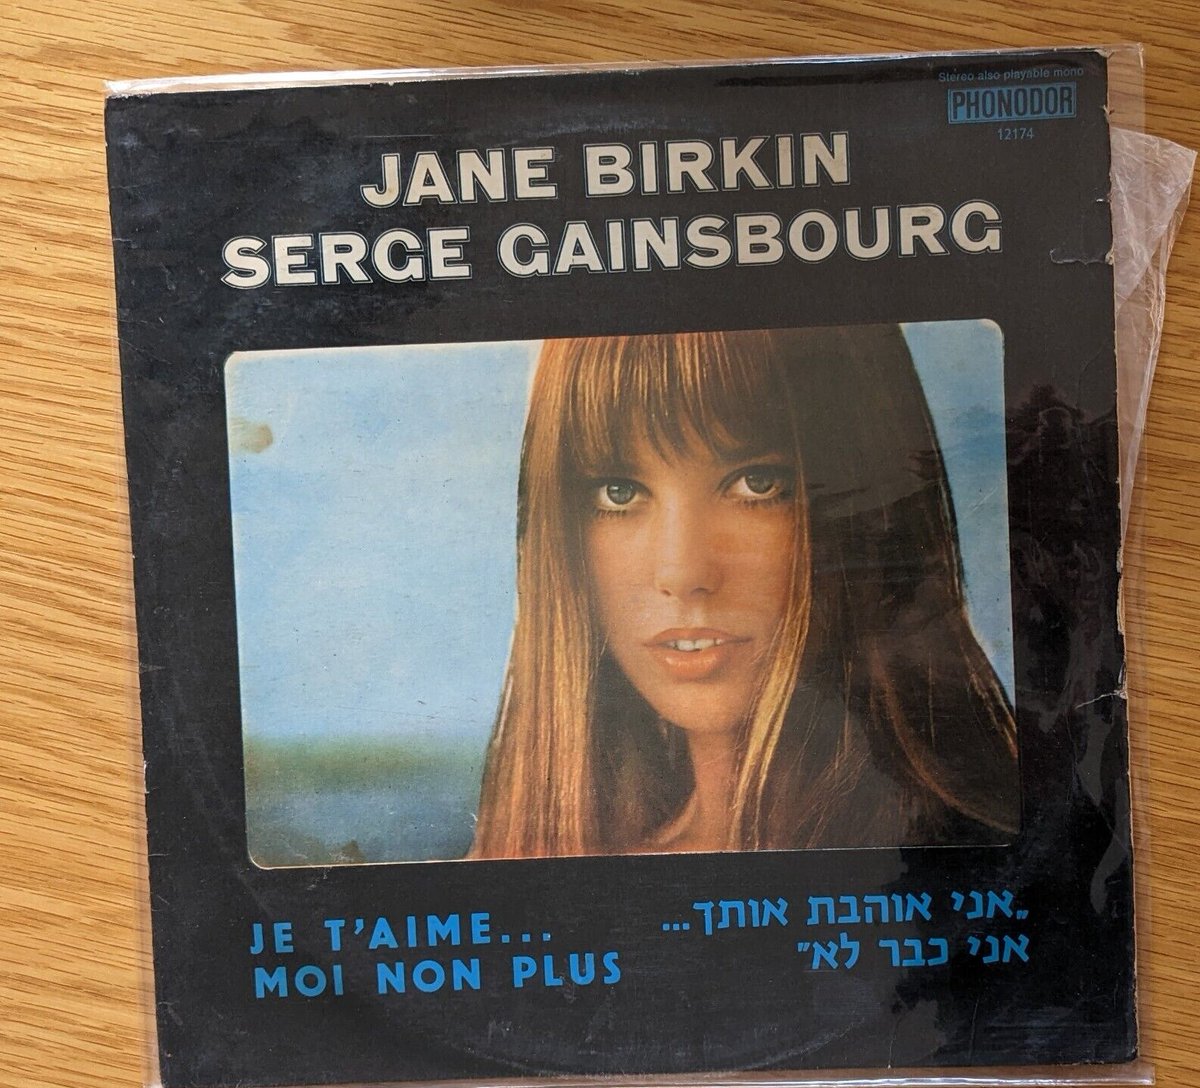 Stereo also playable mono
PHONODOR
12174
JANE BIRKIN
SERGE GAINSBOURG
JE T'AIME...
MOI NON PLUS
„אני אוהבת אותך...
אני כבר לא"